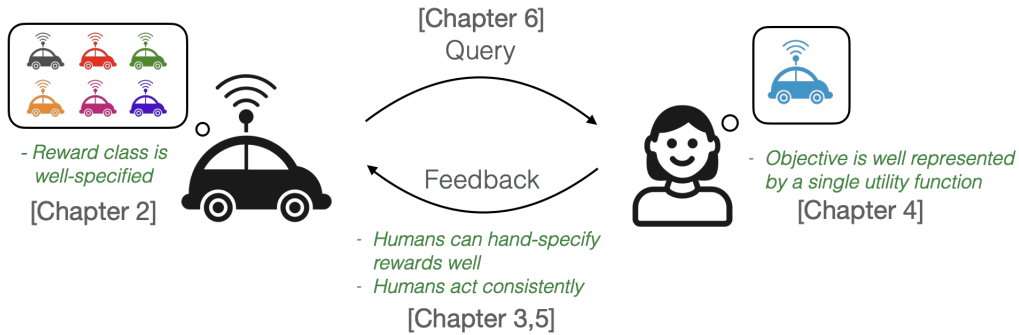 [Chapter 6]
Query
- Reward class is
well-specified
[Chapter 2]
Feedback
- Objective is well represented
by a single utility function
[Chapter 4]
- Humans can hand-specify
rewards well
- Humans act consistently
[Chapter 3,5]